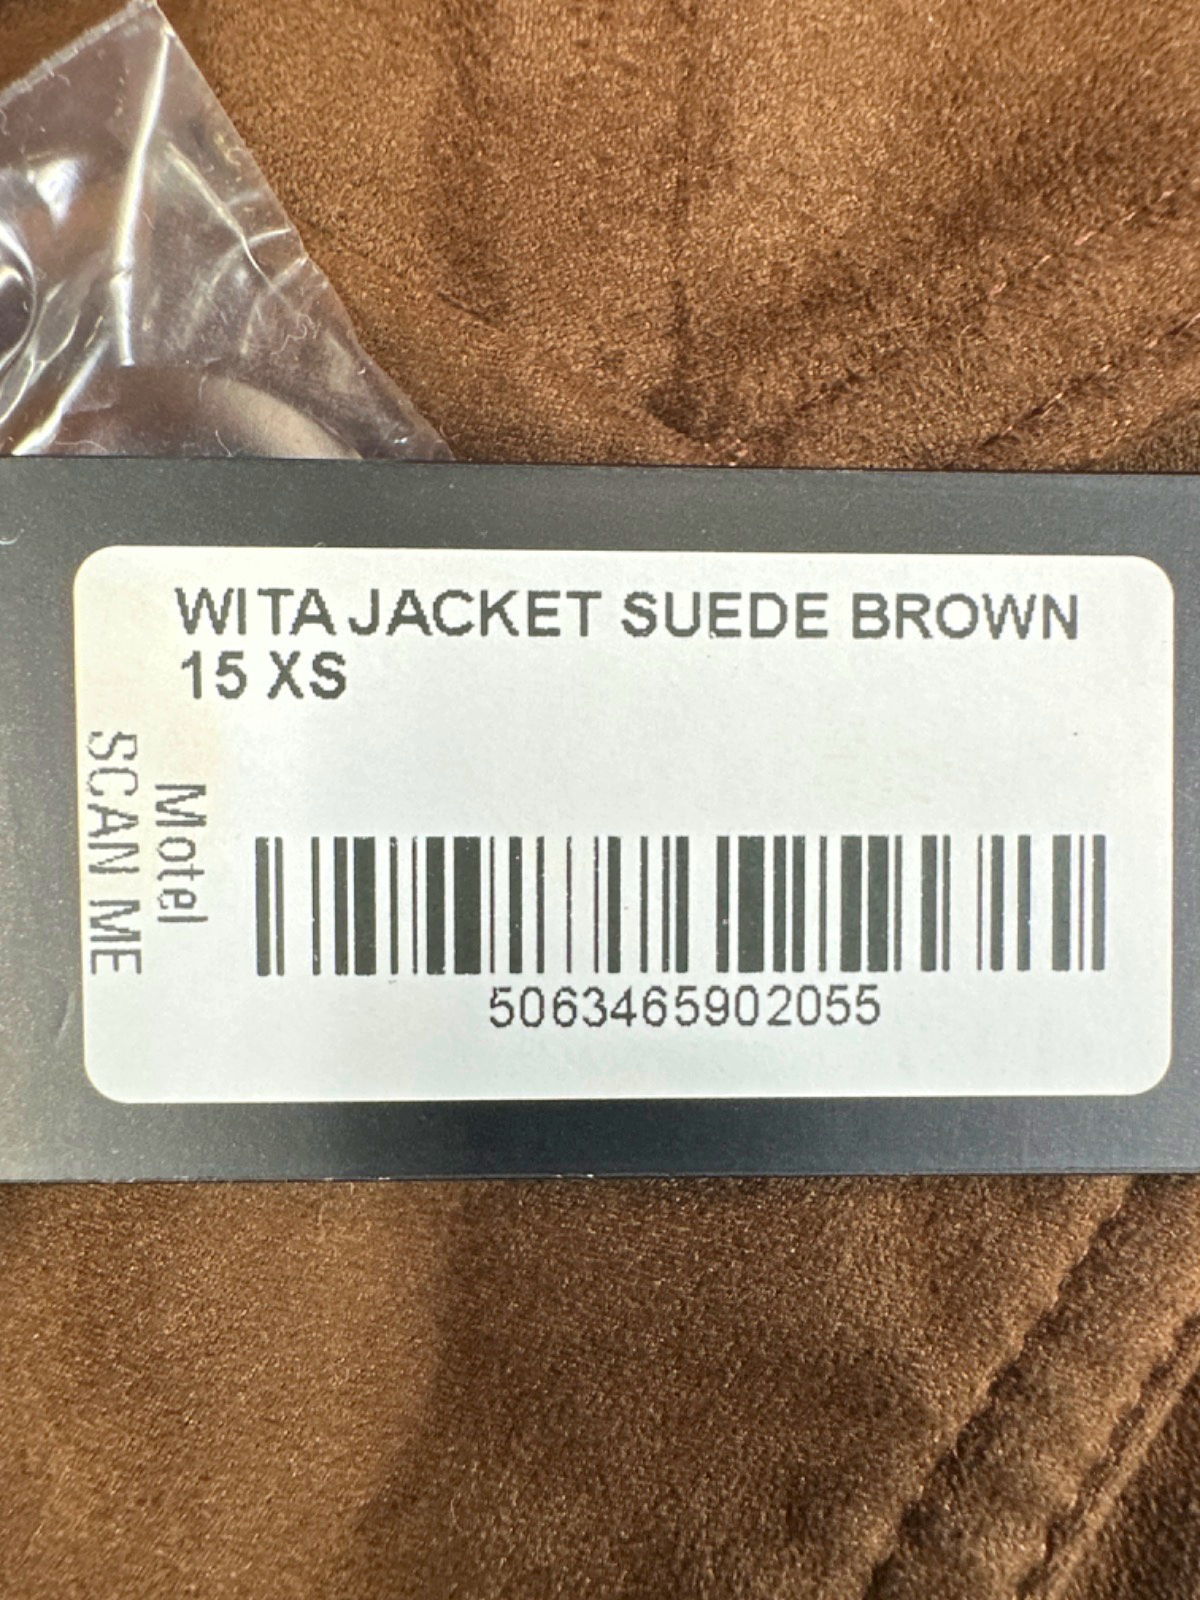 WITA JACKET SUEDE BROWN
15 XS
Motel
SCAN ME
5063465902055